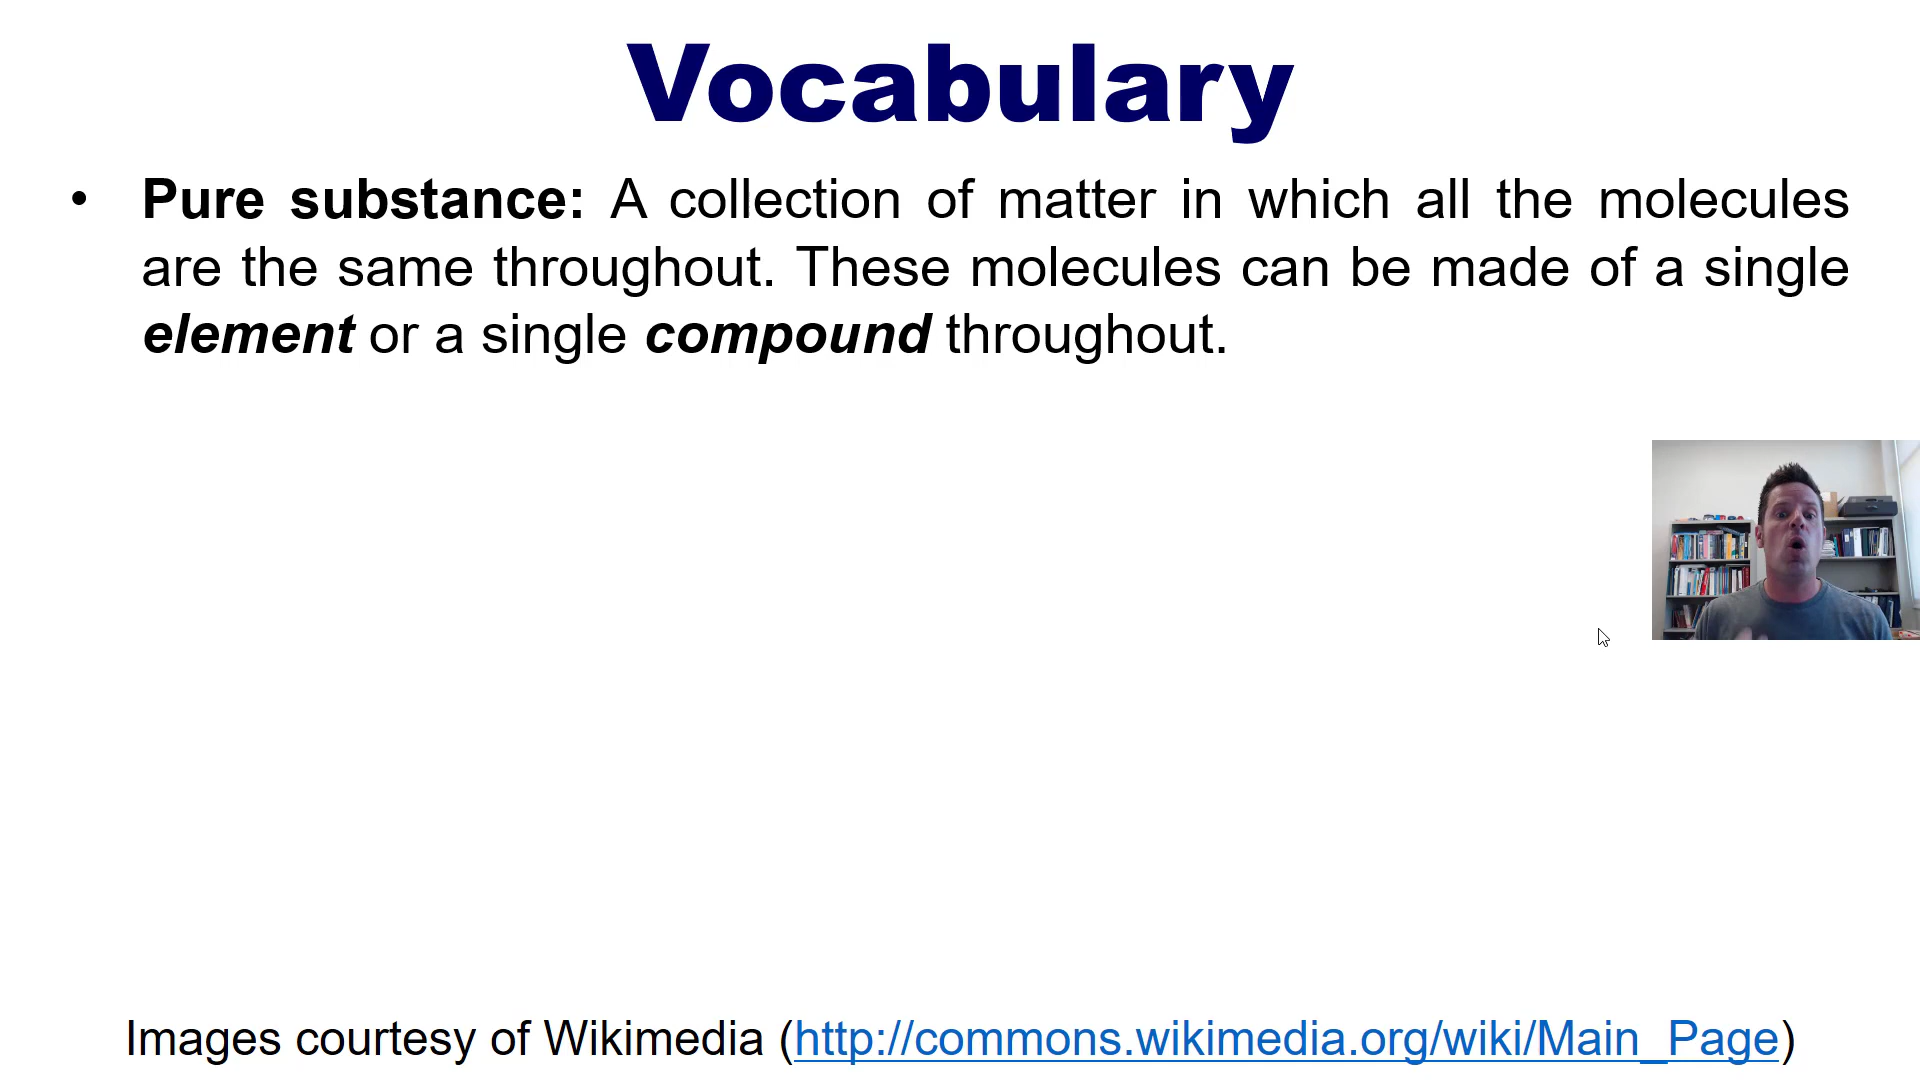 Vocabulary
• Pure substance: A collection of matter in which all the molecules
are the same throughout. These molecules can be made of a single
element or a single compound throughout.
Images courtesy of Wikimedia (http://commons.wikimedia.org/wiki/Main_Page)